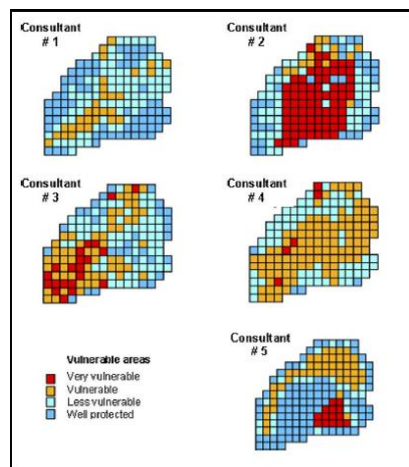 Consultant
# 1
Consultant
# 2
Consultant
# 3
Consultant
# 4
Consultant
# 5
Vulnerable areas
Very vulnerable
Vulnerable
Less vulnerable
Well protected